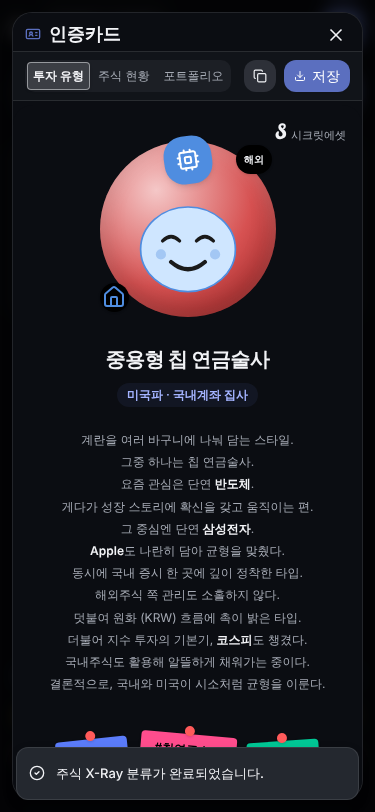 인증카드
투자 유형
주식 현황
포트폴리오
저장
시크릿에셋
해외
중용형 칩 연금술사
미국파 · 국내계좌 집사
계란을 여러 바구니에 나눠 담는 스타일.
그중 하나는 칩 연금술사.
요즘 관심은 단연 반도체.
게다가 성장 스토리에 확신을 갖고 움직이는 편.
그 중심엔 단연 삼성전자.
Apple도 나란히 담아 균형을 맞췄다.
동시에 국내 증시 한 곳에 깊이 정착한 타입.
해외주식 쪽 관리도 소홀하지 않다.
덧붙여 원화 (KRW) 흐름에 촉이 밝은 타입.
더불어 지수 투자의 기본기, 코스피도 챙겼다.
국내주식도 활용해 알뜰하게 채워가는 중이다.
결론적으로, 국내와 미국이 시소처럼 균형을 이룬다.
주식 X-Ray 분류가 완료되었습니다.